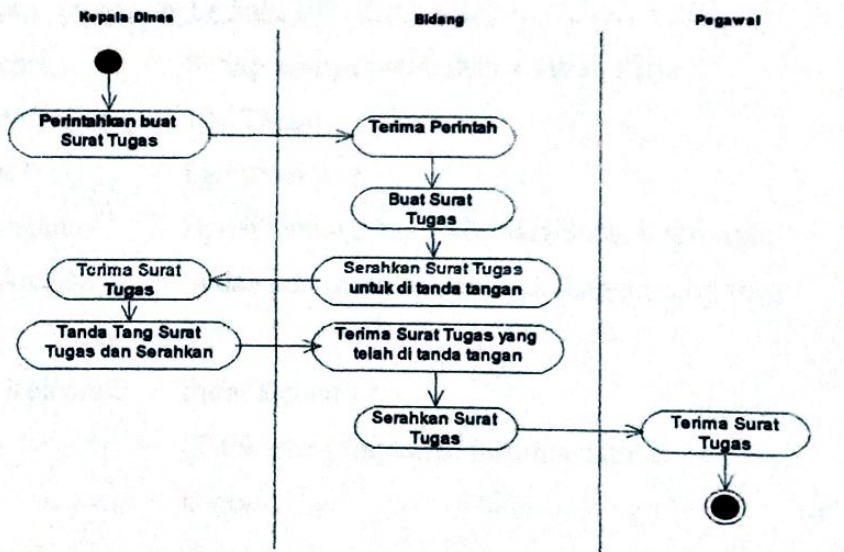 Kepala Dinas
Bidang
Pegawai
Perintahkan buat
Surat Tugas
Terima Perintah
Buat Surat
Tugas
Serahkan Surat Tugas
untuk di tanda tangan
Terima Surat
Tugas
Tanda Tang Surat
Tugas dan Serahkan
Terima Surat Tugas yang
telah di tanda tangan
Serahkan Surat
Tugas
Terima Surat
Tugas